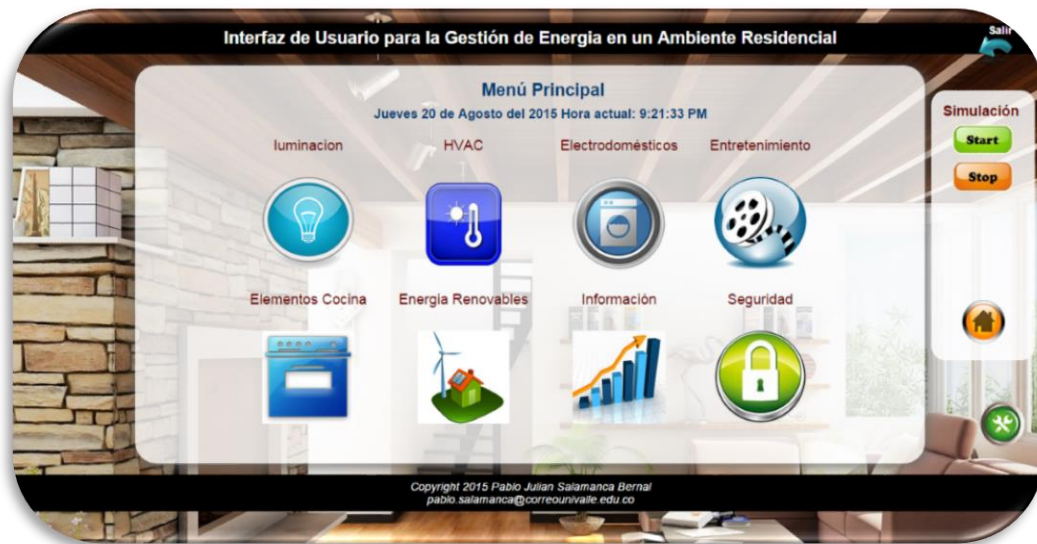 Interfaz de Usuario para la Gestión de Energia en un Ambiente Residencial
Salir
Menú Principal
Jueves 20 de Agosto del 2015 Hora actual: 9:21:33 PM
Simulación
Start
Stop
Iluminacion
HVAC
Electrodomésticos
Entretenimiento
Elementos Cocina
Energia Renovables
Información
Seguridad
Copyright 2015 Pablo Julian Salamanca Bernal
pablo.salamanca@correounivalle.edu.co